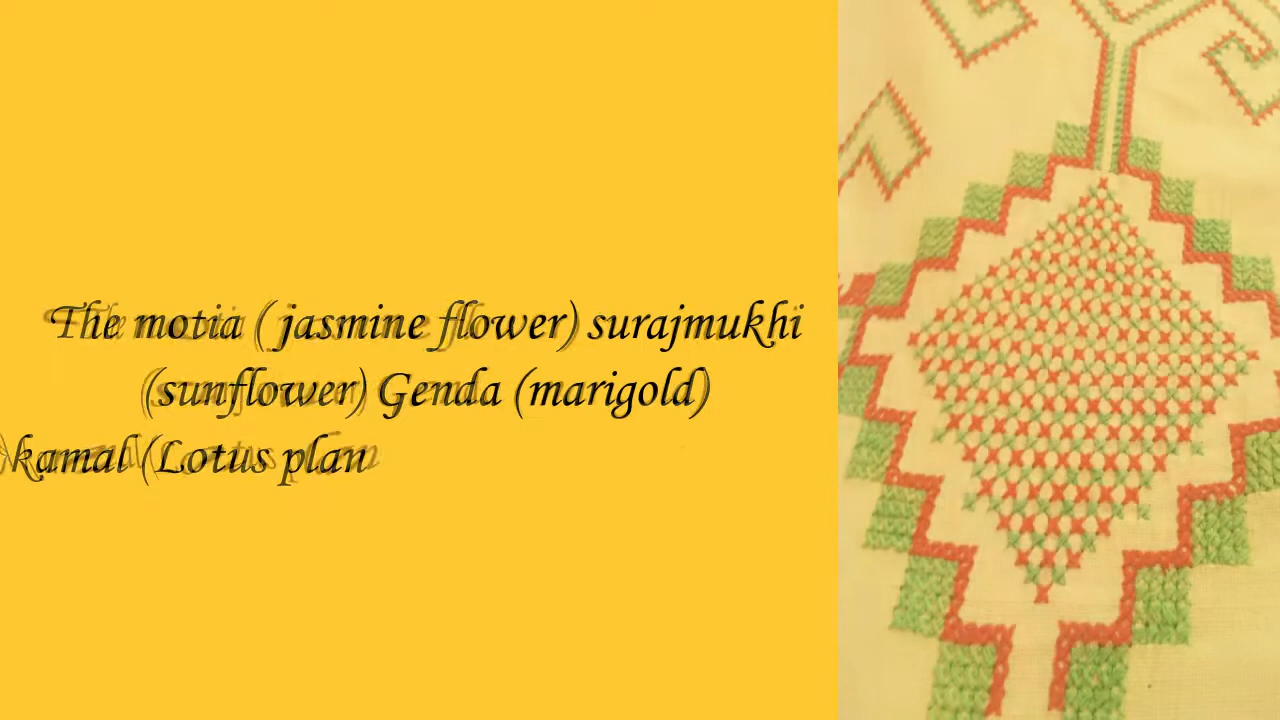 The motia ( jasmine flower) surajmukhi
(sunflower) Genda (marigold)
kamal (Lotus plan